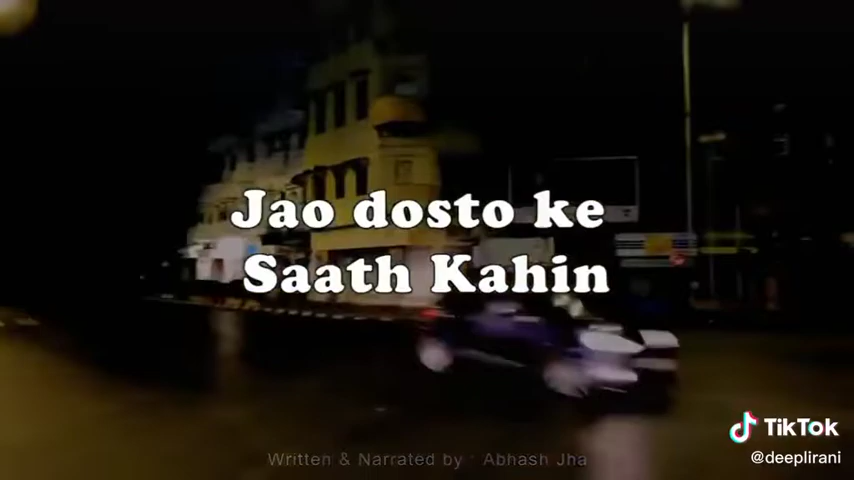 Jao dosto ke
Saath Kahin
Written & Narrated by : Abhash Jha
TikTok
@deeplirani